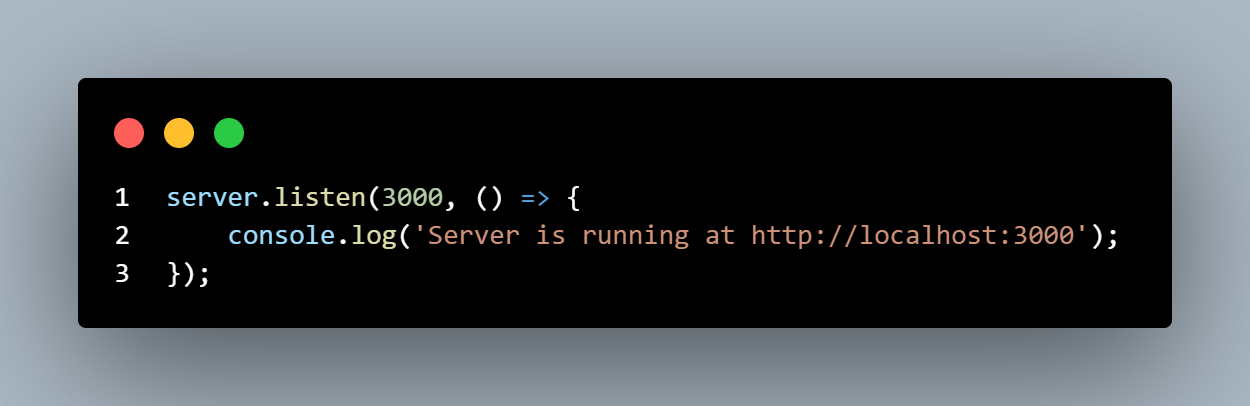 1 server.listen(3000, () => {
2     console.log('Server is running at http://localhost:3000');
3 });